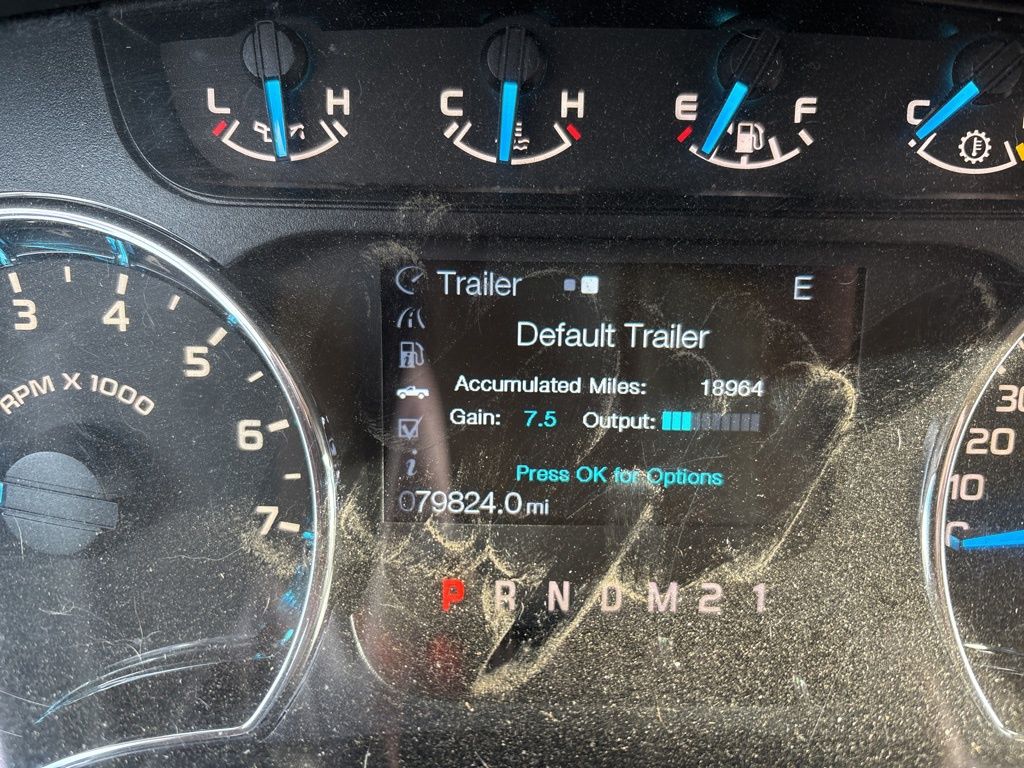 L H
C H
E F
C
Trailer E
Default Trailer
Accumulated Miles: 18964
Gain: 7.5 Output:
Press OK for Options
079824.0 mi
P R N D M 2 1
3 4 5 6 7
RPM X 1000
20
10